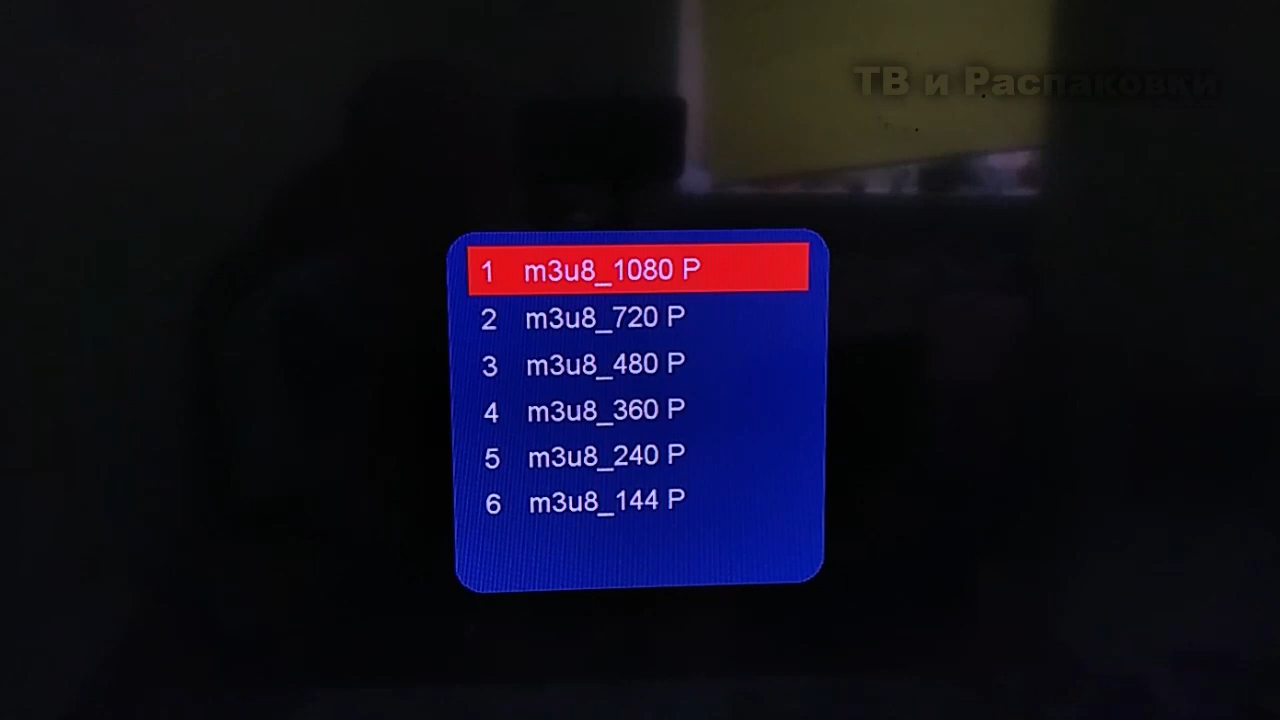 ТВ и Распаковки
1 m3u8_1080 P
2 m3u8_720 P
3 m3u8_480 P
4 m3u8_360 P
5 m3u8_240 P
6 m3u8_144 P